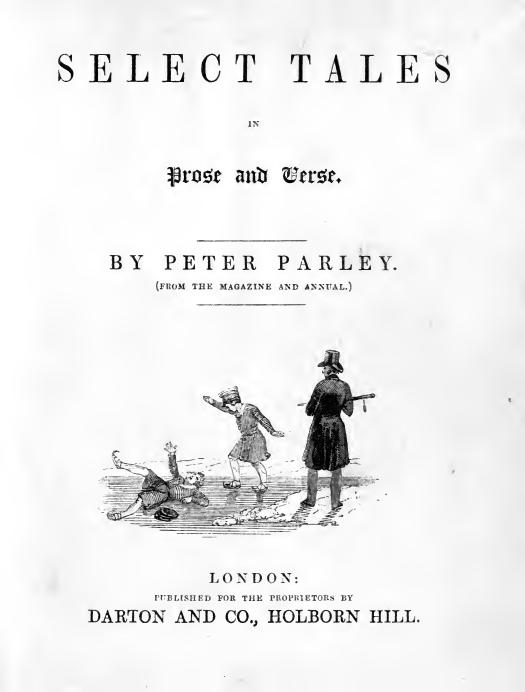 SELECT TALES
IN
Prose and Verse.
BY PETER PARLEY.
(FROM THE MAGAZINE AND ANNUAL.)
LONDON:
PUBLISHED FOR THE PROPRIETORS BY
DARTON AND CO., HOLBORN HILL.